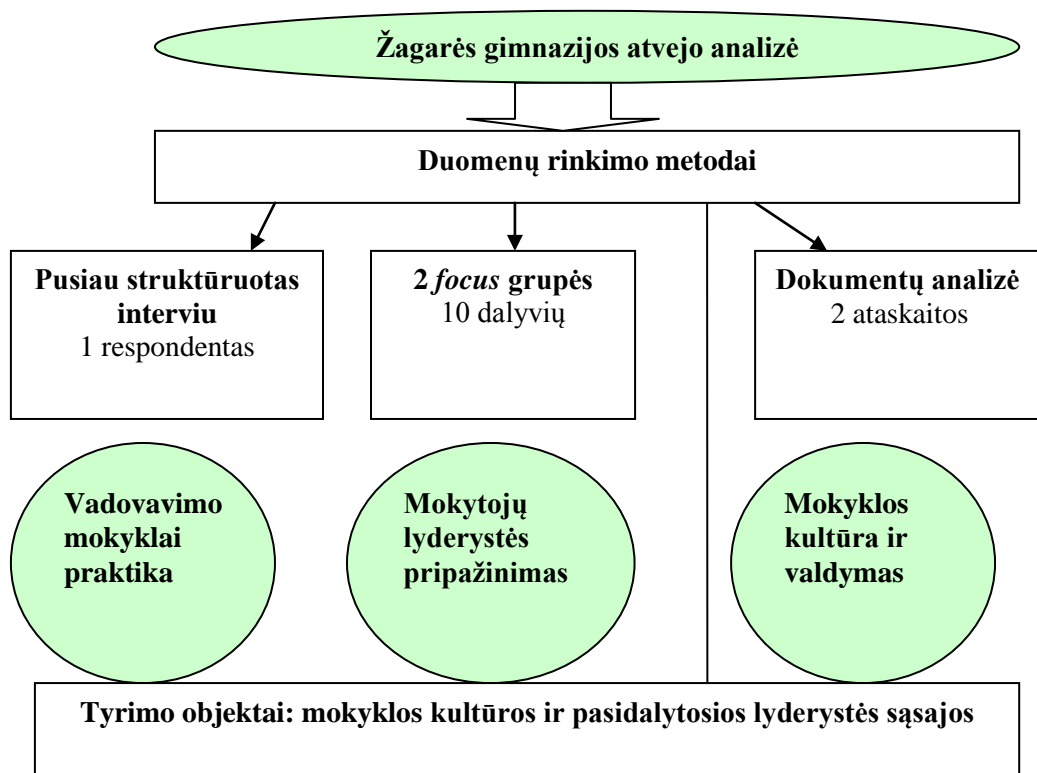 Žagarės gimnazijos atvejo analizė
Duomenų rinkimo metodai
Pusiau struktūruotas
interviu
1 respondentas
2 focus grupės
10 dalyvių
Dokumentų analizė
2 ataskaitos
Vadovavimo
mokyklai
praktika
Mokytojų
lyderystės
pripažinimas
Mokyklos
kultūra ir
valdymas
Tyrimo objektai: mokyklos kultūros ir pasidalytosios lyderystės sąsajos